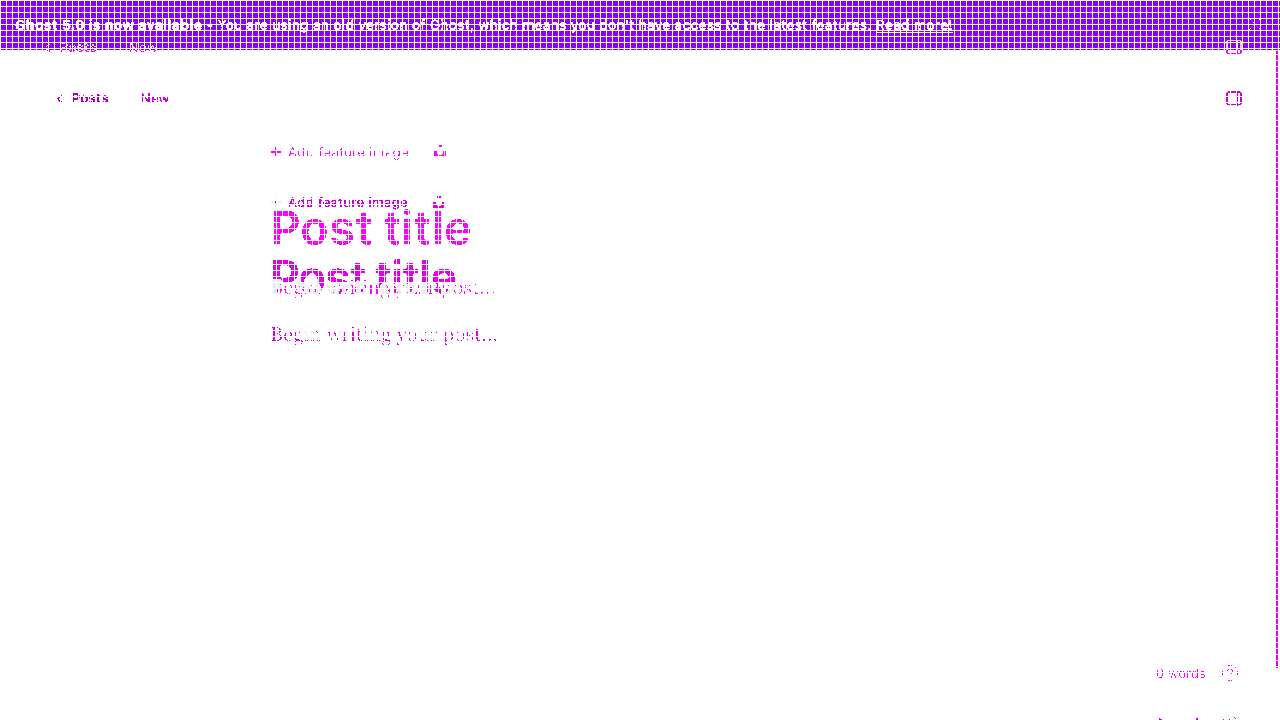 Ghost 5.0 is now available - You are using an old version of Ghost, which means you don't have access to the latest features. Read more!
Posts New
Posts New
Add feature image
Add feature image
Post title
Post title
Begin writing your post...
Begin writing your post...
0 words